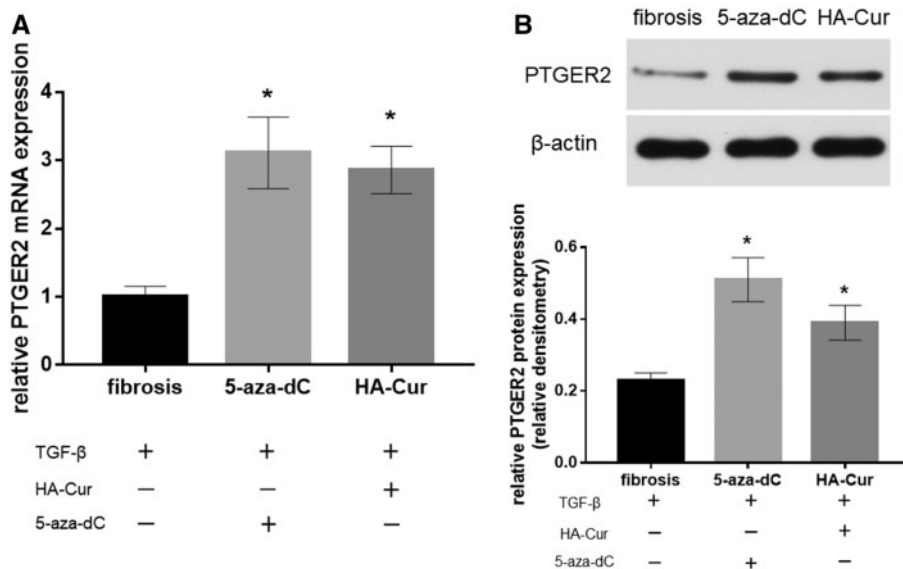 A
relative PTGER2 mRNA expression
4
3
2
1
0
*
*
fibrosis 5-aza-dC HA-Cur
TGF-β + + +
HA-Cur – – +
5-aza-dC – + –
B
fibrosis 5-aza-dC HA-Cur
PTGER2
β-actin
relative PTGER2 protein expression
(relative densitometry)
0.6
0.4
0.2
0.0
*
*
fibrosis 5-aza-dC HA-Cur
TGF-β + + +
HA-Cur – – +
5-aza-dC – + –